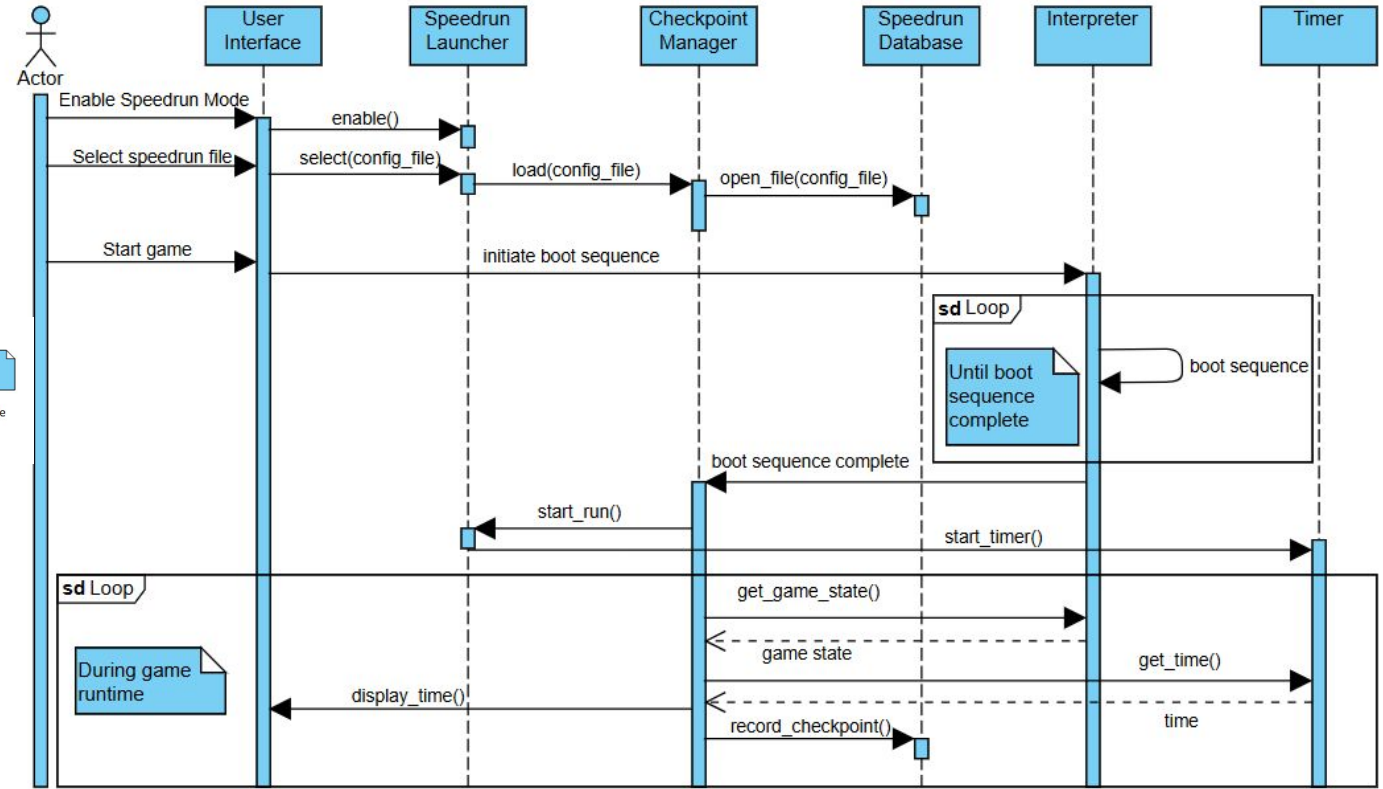 User
Interface
Speedrun
Launcher
Checkpoint
Manager
Speedrun
Database
Interpreter
Timer
Actor
Enable Speedrun Mode
enable()
Select speedrun file
select(config_file)
load(config_file)
open_file(config_file)
Start game
initiate boot sequence
sd Loop
Until boot
sequence
complete
boot sequence
e
boot sequence complete
start_run()
start_timer()
sd Loop
get_game_state()
game state
During game
runtime
get_time()
display_time()
time
record_checkpoint()